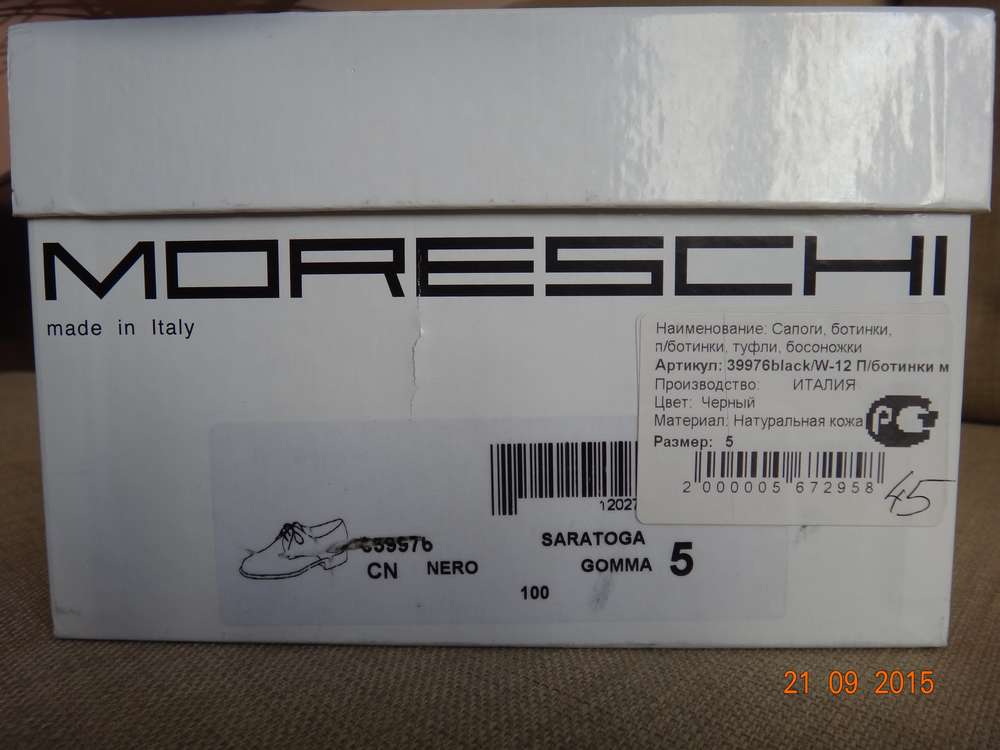 MORESCHI
made in Italy
Наименование: Сапоги, ботинки,
п/ботинки, туфли, босоножки
Артикул: 39976black/W-12 П/ботинки м
Производство: ИТАЛИЯ
Цвет: Черный
Материал: Натуральная кожа
Размер: 5
2 000005 672958
45
12027
SARATOGA
CN NERO GOMMA 5
100
21 09 2015